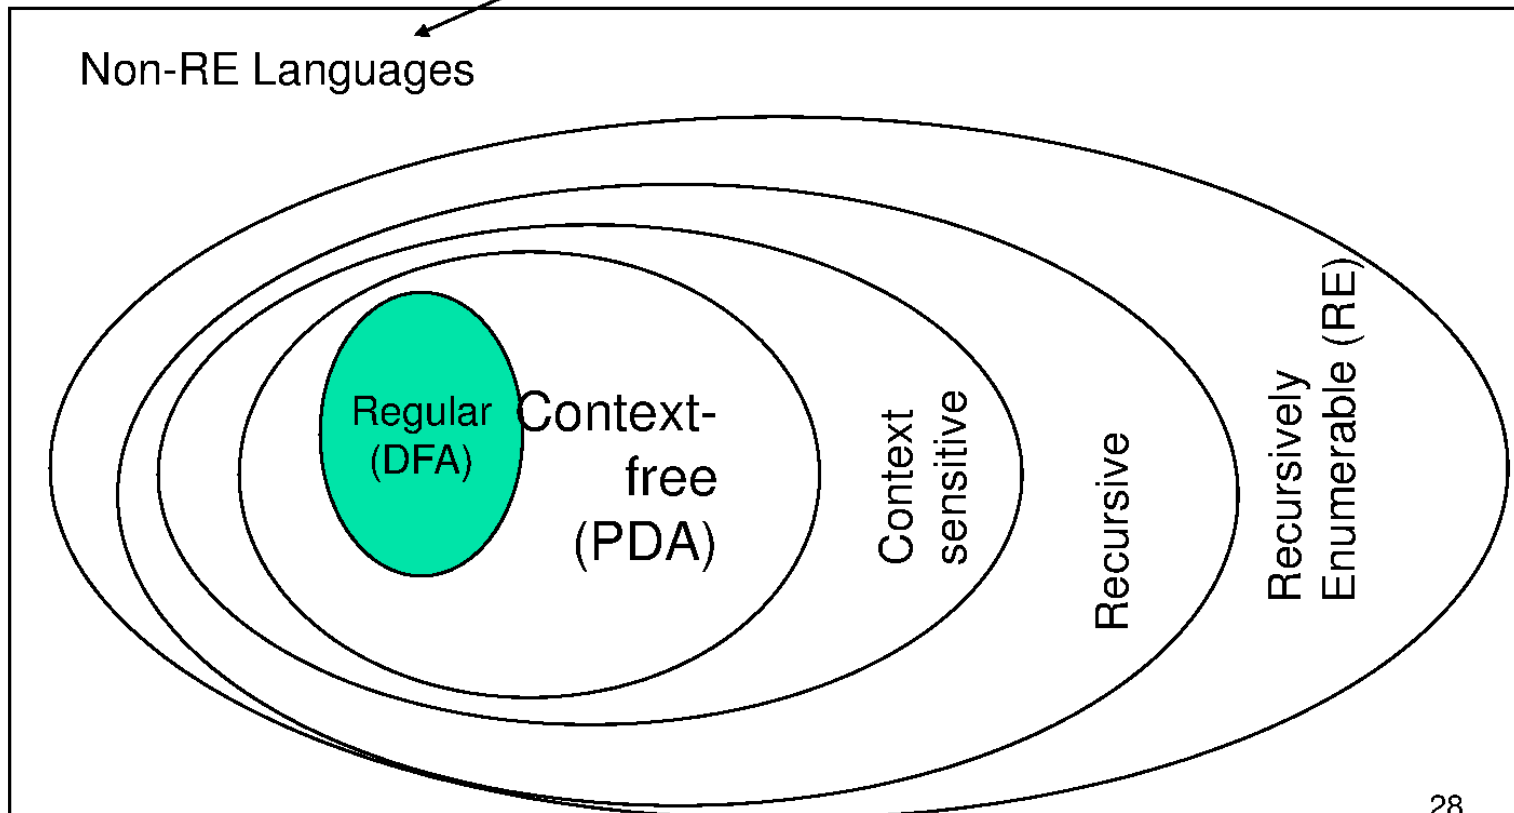 Non-RE Languages
Regular
(DFA)
Context-
free
(PDA)
Context
sensitive
Recursive
Recursively
Enumerable (RE)
28